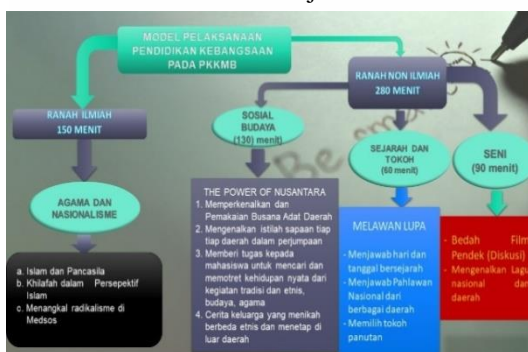 MODEL PELAKSANAAN
PENDIDIKAN KEBANGSAAN
PADA PKKMB
RANAH ILMIAH
150 MENIT
RANAH NON ILMIAH
280 MENIT
AGAMA DAN
NASIONALISME
a. Islam dan Pancasila
b. Khilafah dalam Persepektif
Islam
c. Menangkal radikalisme di
Medsos
SOSIAL
BUDAYA
(130) menit)
THE POWER OF NUSANTARA
1. Memperkenalkan dan
Pemakaian Busana Adat Daerah
2. Mengenalkan istilah sapaan tiap
tiap daerah dalam perjumpaan
3. Memberi tugas kepada
mahasiswa untuk mencari dan
memotret kehidupan nyata dari
kegiatan tradisi dan etnis,
budaya, agama
4. Cerita keluarga yang menikah
berbeda etnis dan menetap di
luar daerah
SEJARAH DAN
TOKOH
(60 menit)
MELAWAN LUPA
- Menjawab hari dan
tanggal bersejarah
- Menjawab Pahlawan
Nasional dari
berbagai daerah
- Memilih tokoh
panutan
SENI
(90 menit)
- Bedah Film
Pendek (Diskusi)
- Mengenalkan Lagu
nasional dan
daerah
Be